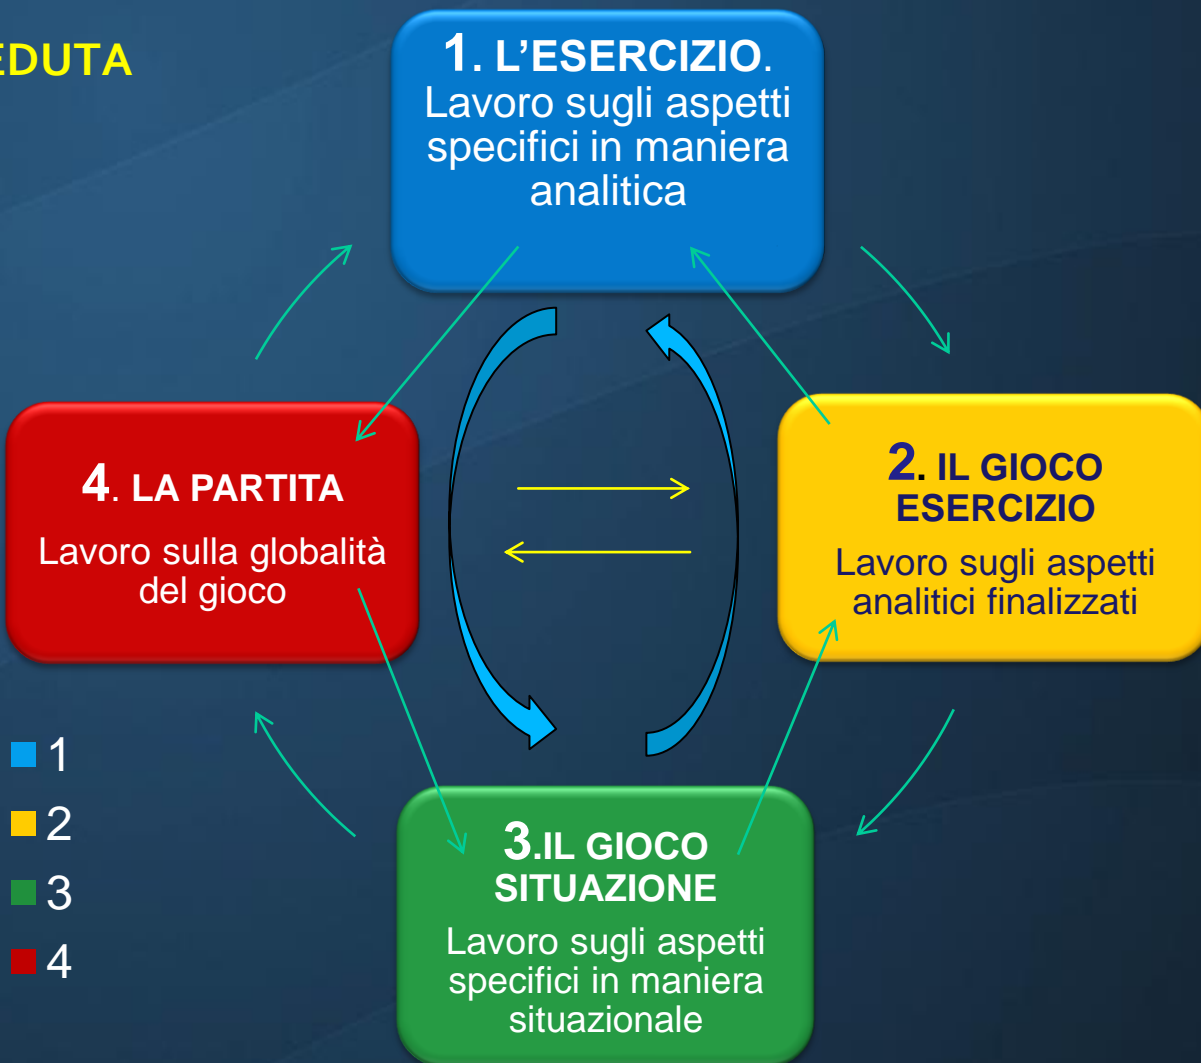 EDUTA
1. L’ESERCIZIO.
Lavoro sugli aspetti
specifici in maniera
analitica
2. IL GIOCO
ESERCIZIO
Lavoro sugli aspetti
analitici finalizzati
3.IL GIOCO
SITUAZIONE
Lavoro sugli aspetti
specifici in maniera
situazionale
4. LA PARTITA
Lavoro sulla globalità
del gioco
1
2
3
4